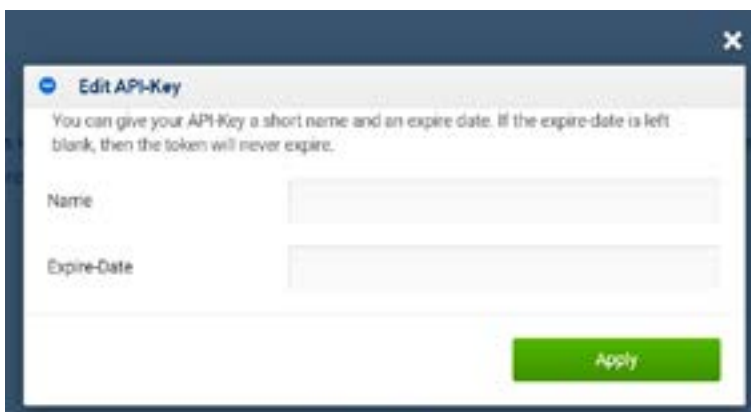 Edit API-Key
You can give your API-Key a short name and an expire date. If the expire-date is left
blank, then the token will never expire.
Name
Expire-Date
Apply